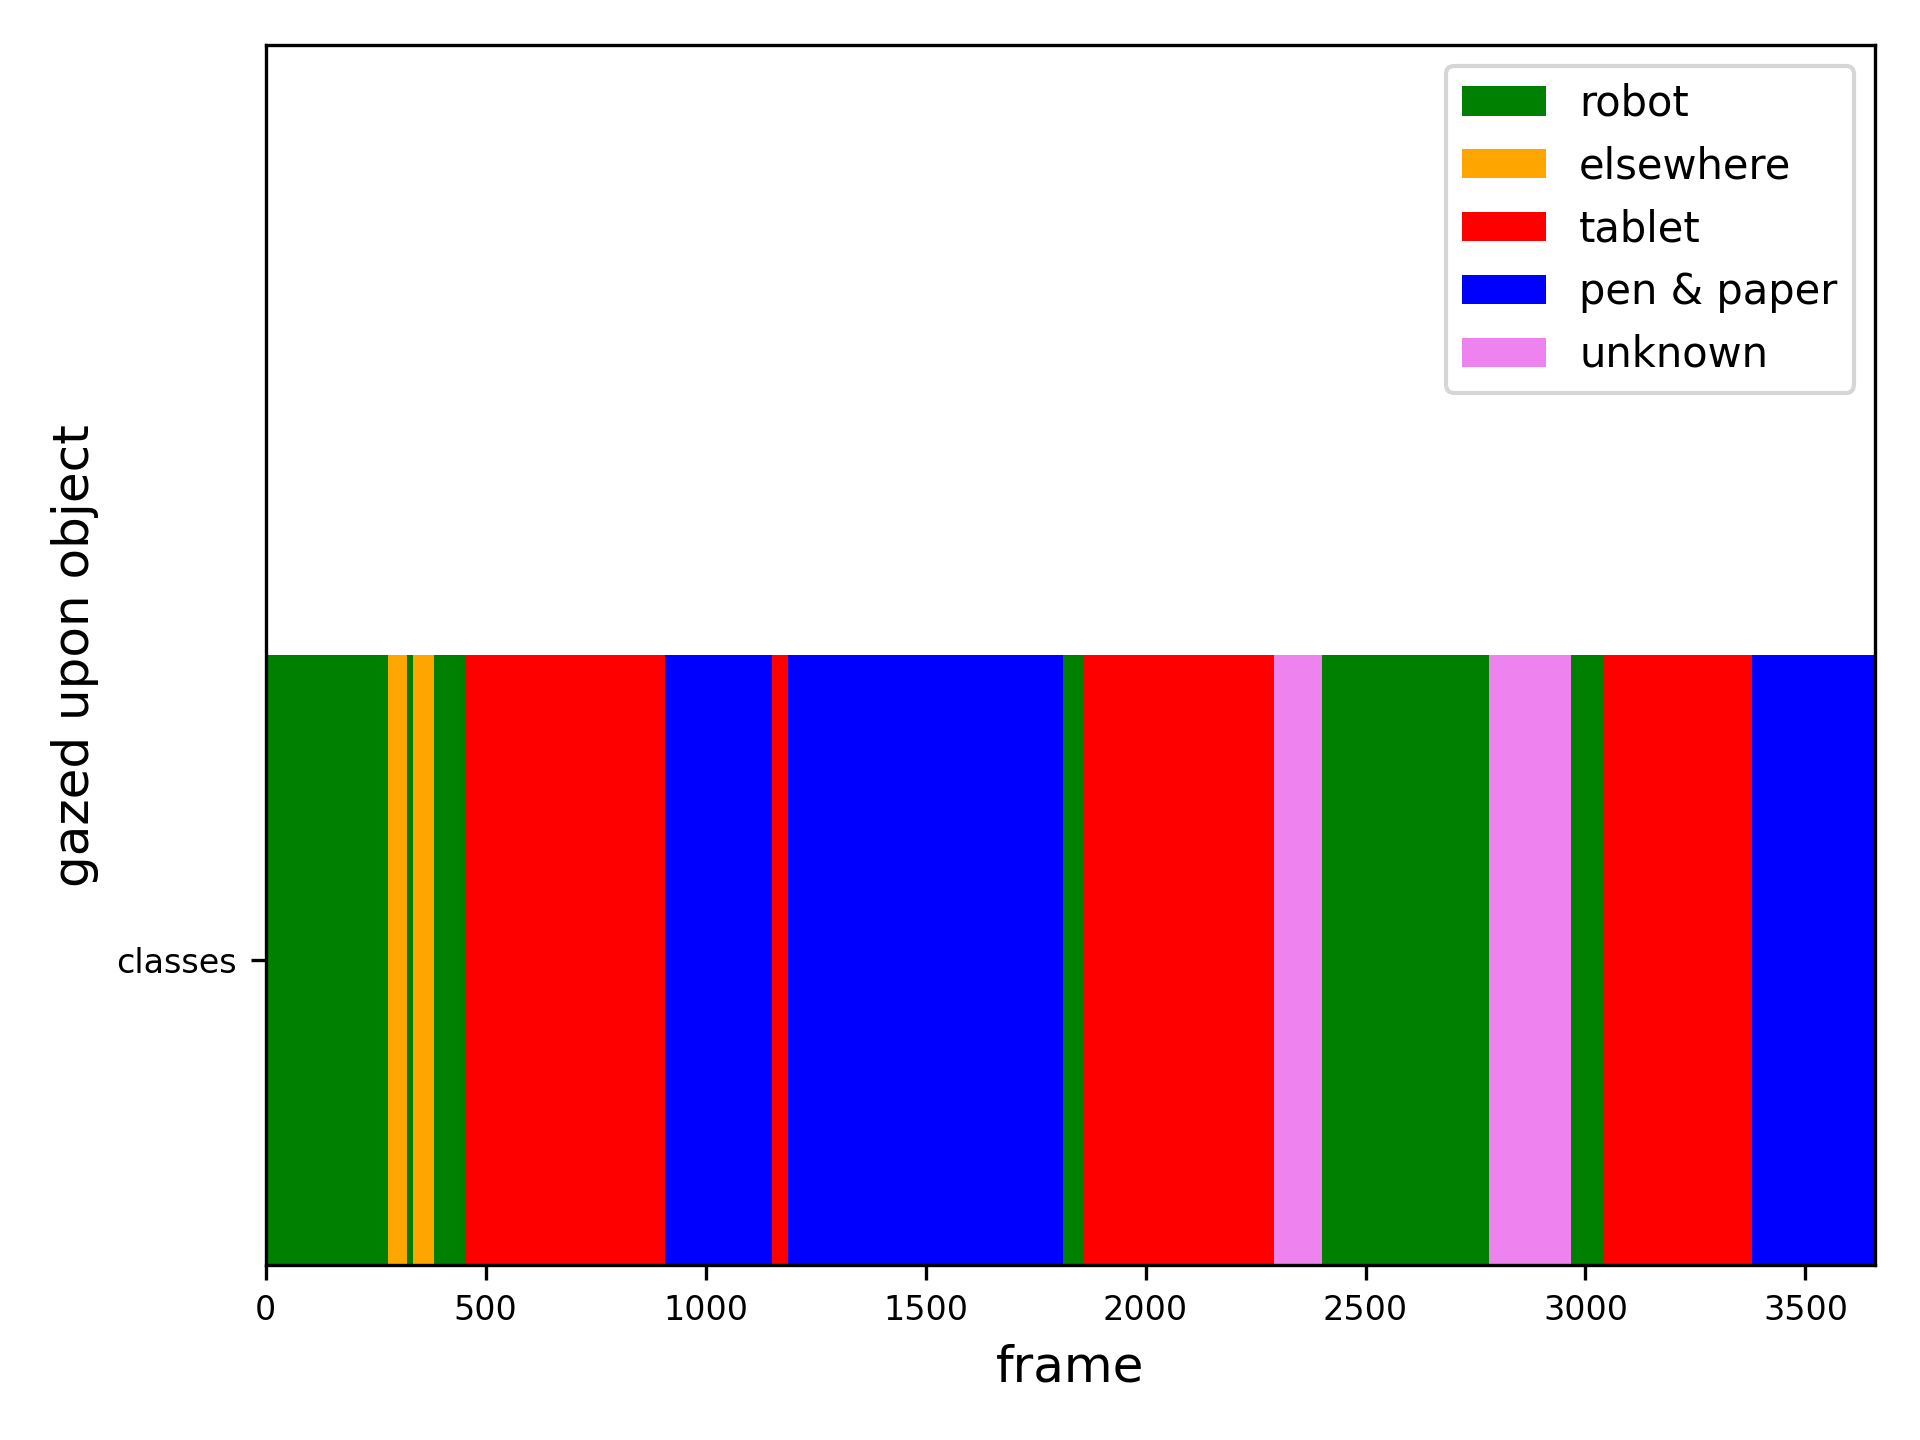 robot
elsewhere
tablet
pen & paper
unknown
gazed upon object
classes
0 500 1000 1500 2000 2500 3000 3500
frame